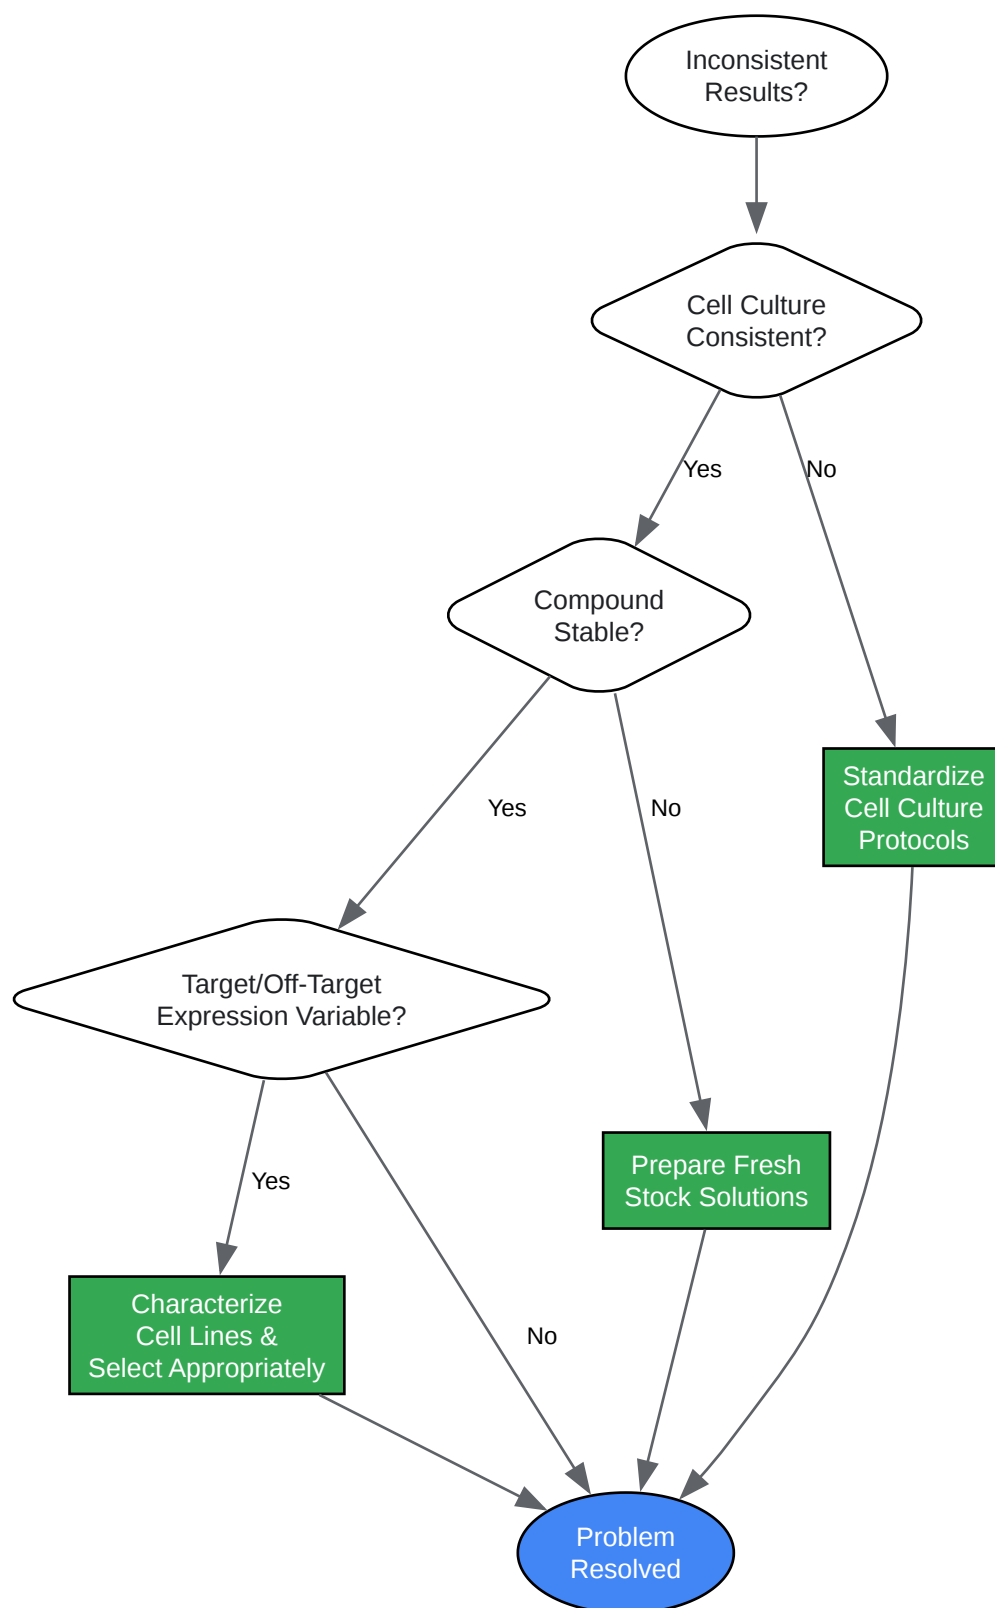 Inconsistent
Results?
Cell Culture
Consistent?
Yes
No
Compound
Stable?
Yes
No
Standardize
Cell Culture
Protocols
Target/Off-Target
Expression Variable?
Yes
No
Prepare Fresh
Stock Solutions
Characterize
Cell Lines &
Select Appropriately
Problem
Resolved